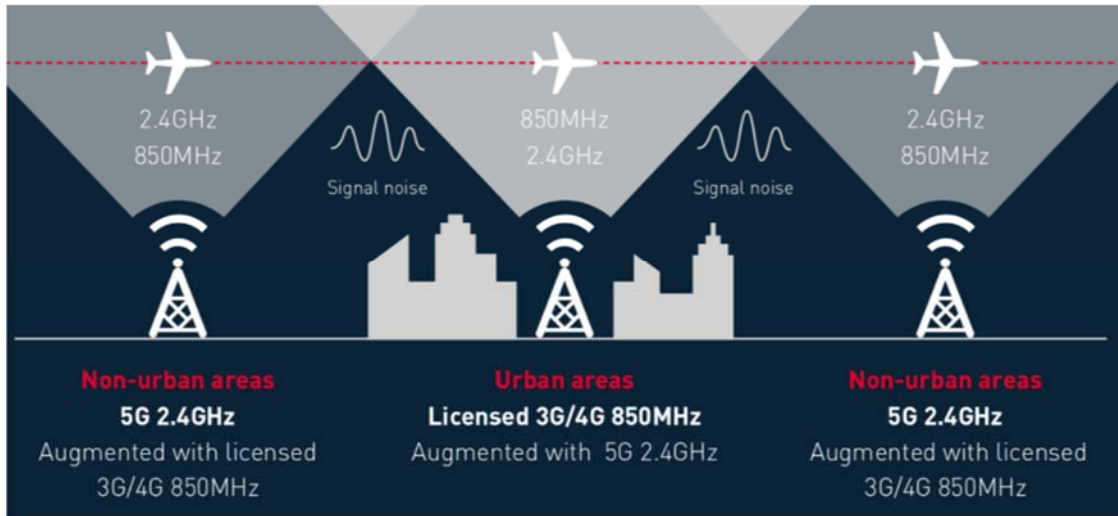 2.4GHz
850MHz
Signal noise
850MHz
2.4GHz
Signal noise
2.4GHz
850MHz
Non-urban areas
5G 2.4GHz
Augmented with licensed
3G/4G 850MHz
Urban areas
Licensed 3G/4G 850MHz
Augmented with 5G 2.4GHz
Non-urban areas
5G 2.4GHz
Augmented with licensed
3G/4G 850MHz